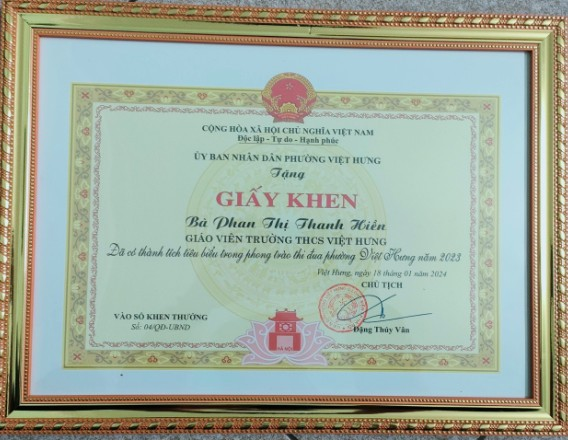 CỘNG HÒA XÃ HỘI CHỦ NGHĨA VIỆT NAM
Độc lập - Tự do - Hạnh phúc
ỦY BAN NHÂN DÂN PHƯỜNG VIỆT HƯNG
Tặng
GIẤY KHEN
Bà Phan Thị Thanh Hiền
GIÁO VIÊN TRƯỜNG THCS VIỆT HƯNG
Đã có thành tích tiêu biểu trong phong trào thi đua phường Việt Hưng năm 2023
Việt Hưng, ngày 18 tháng 01 năm 2024
CHỦ TỊCH
VÀO SỔ KHEN THƯỞNG
Số: 04/QĐ-UBND
Đặng Thúy Vân
HÀ NỘI